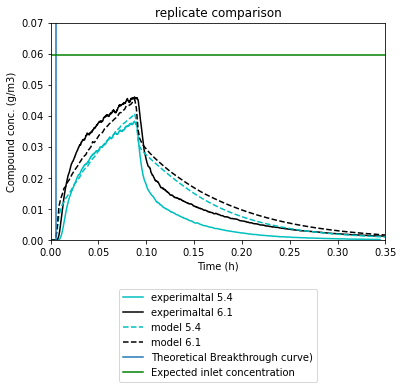 replicate comparison
0.07
0.06
0.05
0.04
0.03
0.02
0.01
0.00
Compound conc. (g/m3)
0.00 0.05 0.10 0.15 0.20 0.25 0.30 0.35
Time (h)
experimaltal 5.4
experimaltal 6.1
model 5.4
model 6.1
Theoretical Breakthrough curve)
Expected inlet concentration